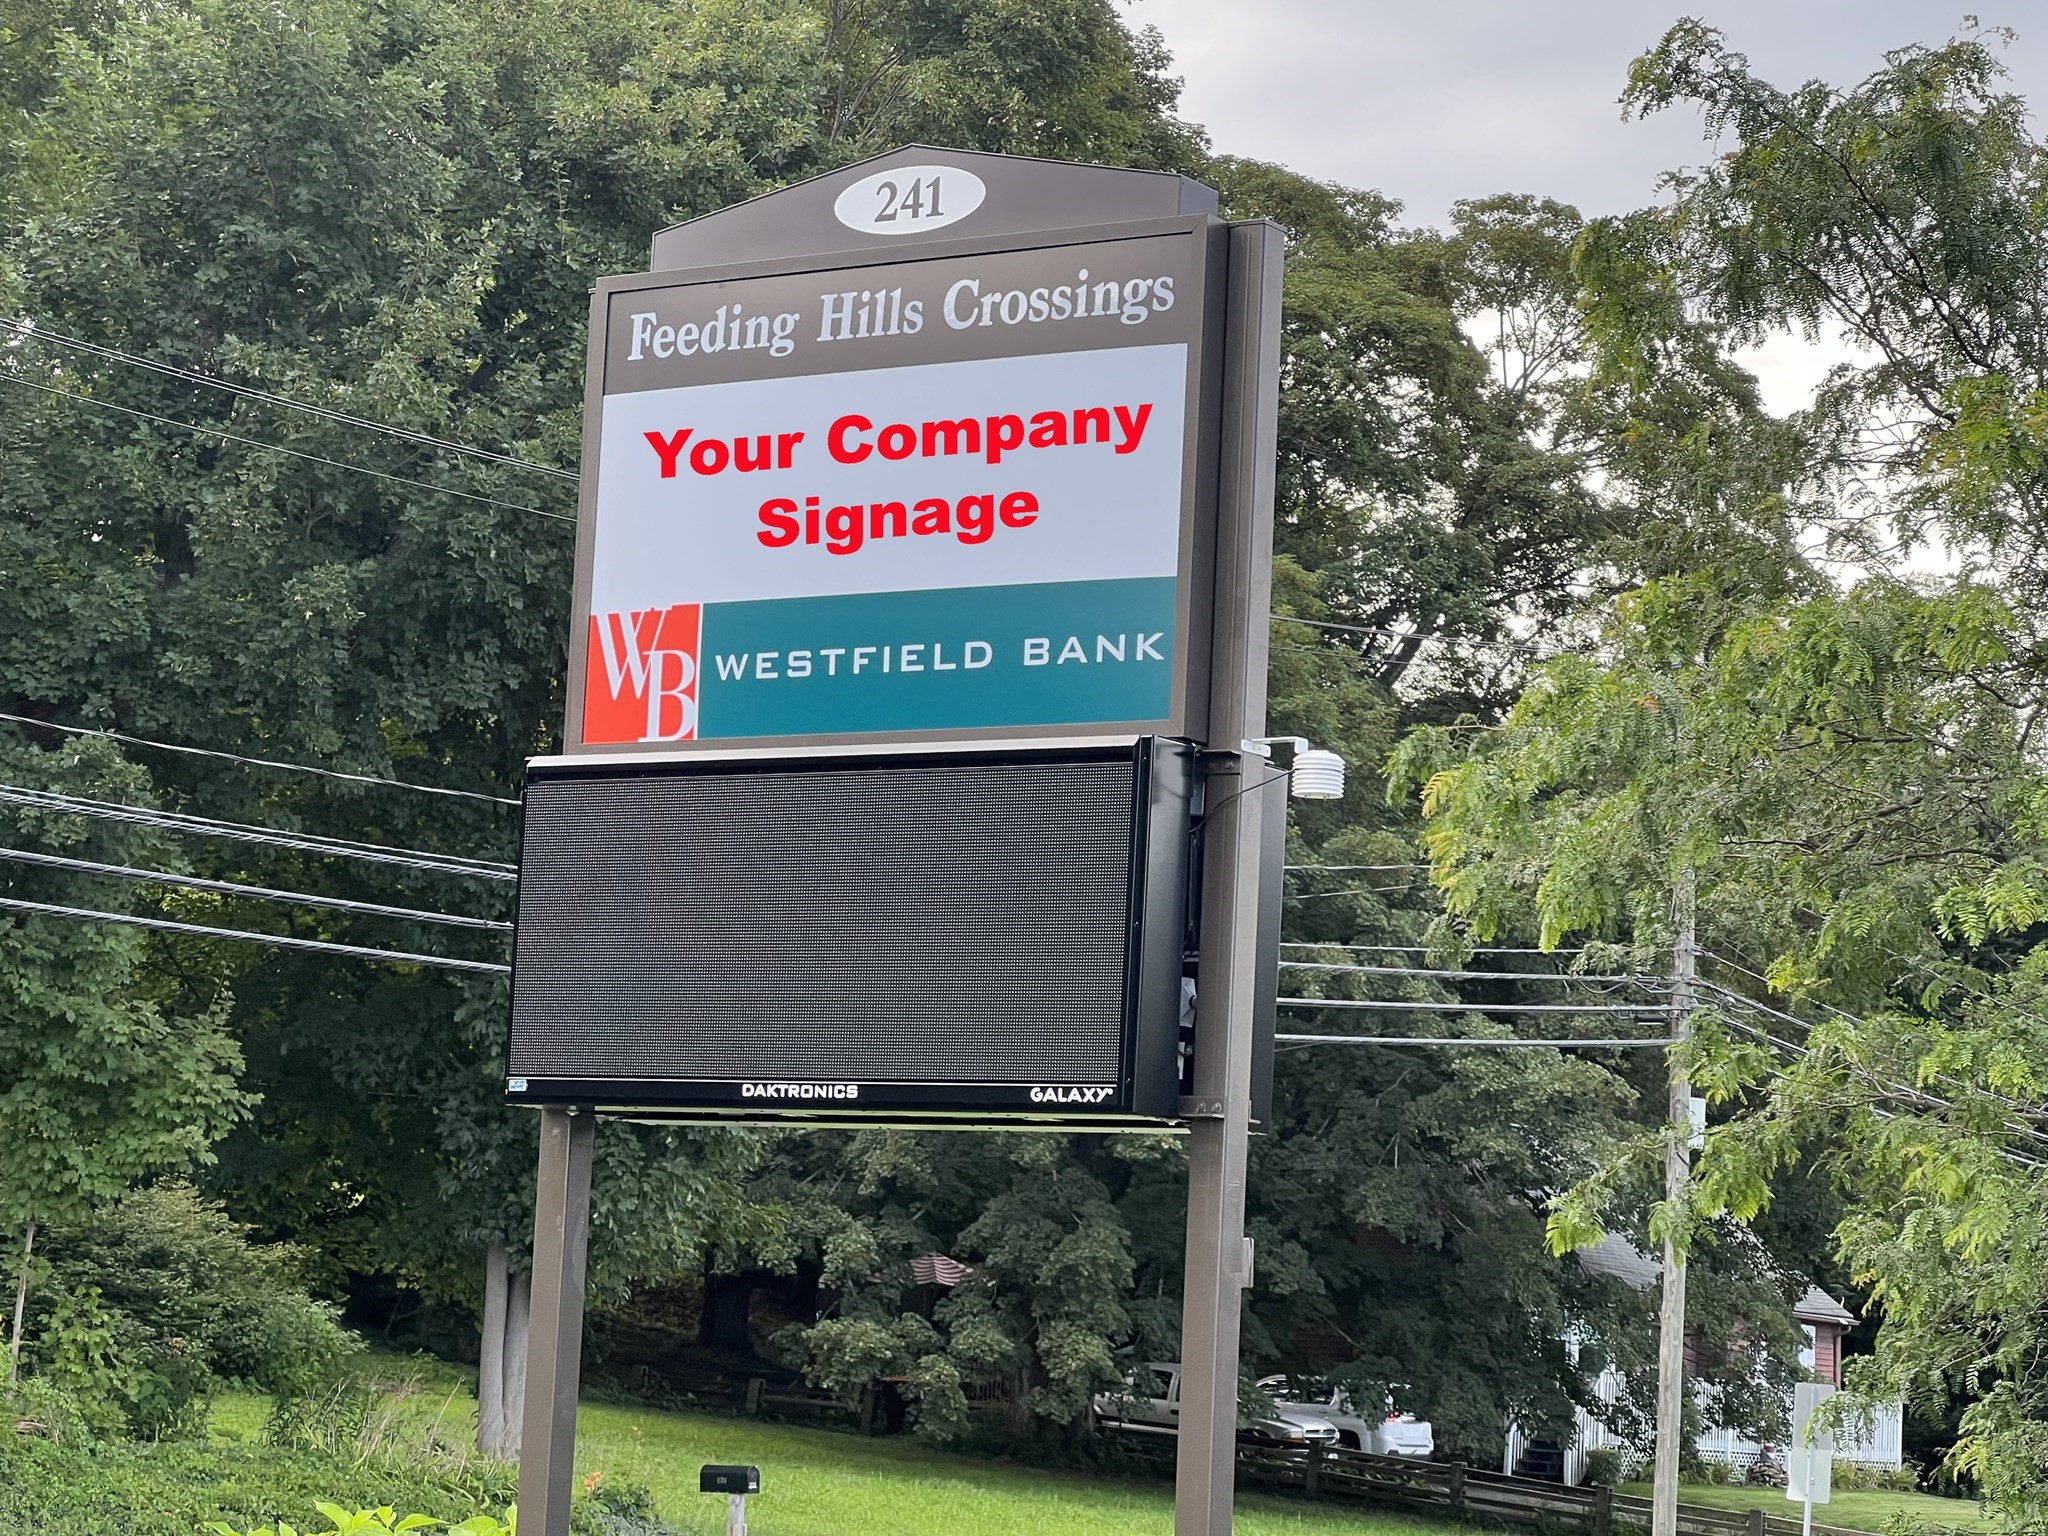 241
Feeding Hills Crossings
Your Company
Signage
WB WESTFIELD BANK
DAKTRONICS GALAXY®